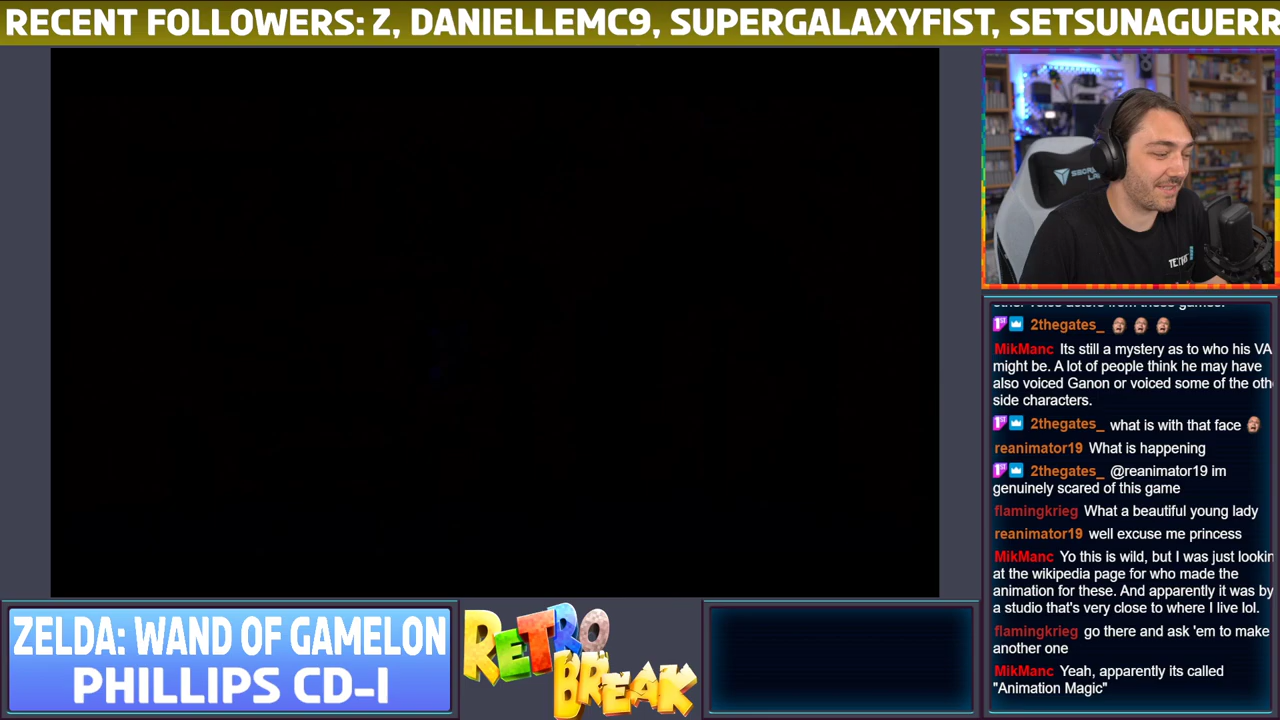 RECENT FOLLOWERS: Z, DANIELLEMC9, SUPERGALAXYFIST, SETSUNAGUERR
2thegates_
MikManc Its still a mystery as to who his VA
might be. A lot of people think he may have
also voiced Ganon or voiced some of the oth
side characters.
2thegates_ what is with that face
reanimator19 What is happening
2thegates_ @reanimator19 im
genuinely scared of this game
flamingkrieg What a beautiful young lady
reanimator19 well excuse me princess
MikManc Yo this is wild, but I was just lookin
at the wikipedia page for who made the
animation for these. And apparently it was by
a studio that's very close to where I live lol.
flamingkrieg go there and ask 'em to make
another one
MikManc Yeah, apparently its called
"Animation Magic"
ZELDA: WAND OF GAMELON
PHILLIPS CD-I
RETRO
BREAK